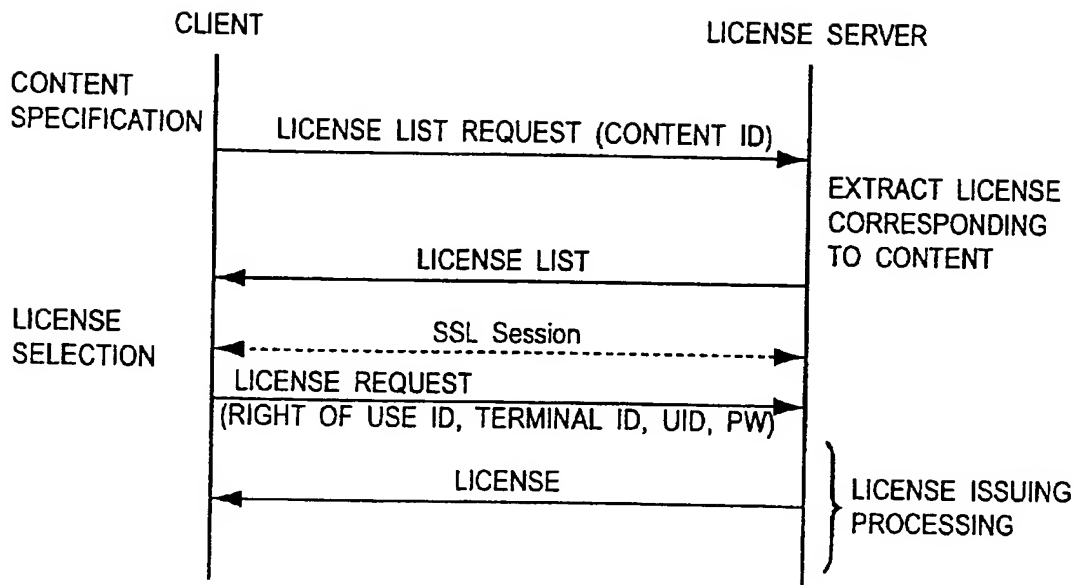 CLIENT
LICENSE SERVER
CONTENT
SPECIFICATION
LICENSE LIST REQUEST (CONTENT ID)
EXTRACT LICENSE
CORRESPONDING
TO CONTENT
LICENSE LIST
LICENSE
SELECTION
SSL Session
LICENSE REQUEST
(RIGHT OF USE ID, TERMINAL ID, UID, PW)
LICENSE
LICENSE ISSUING
PROCESSING